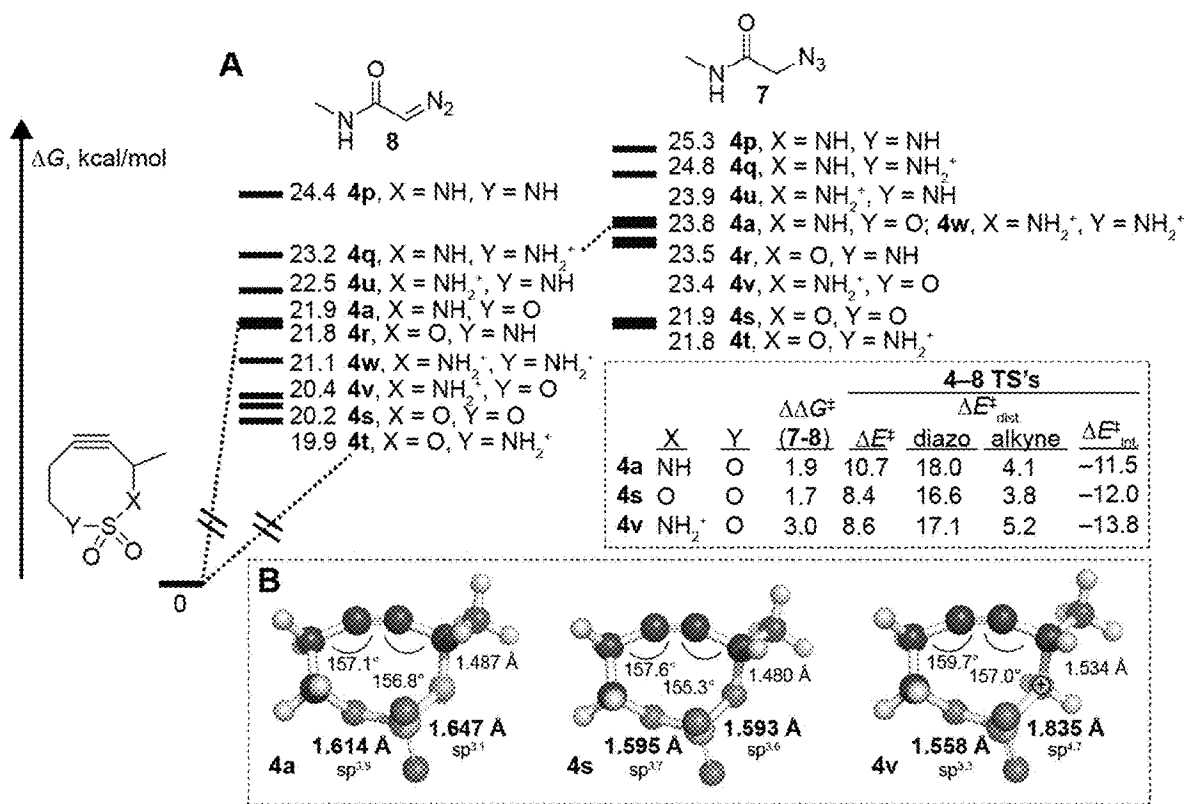 A
O
N
H
N₂
8
O
N
H
N₃
7
ΔG, kcal/mol
24.4 4p, X = NH, Y = NH
23.2 4q, X = NH, Y = NH₂⁺
22.5 4u, X = NH₂⁺, Y = NH
21.9 4a, X = NH, Y = O
21.8 4r, X = O, Y = NH
21.1 4w, X = NH₂⁺, Y = NH₂⁺
20.4 4v, X = NH₂⁺, Y = O
20.2 4s, X = O, Y = O
19.9 4t, X = O, Y = NH₂⁺
25.3 4p, X = NH, Y = NH
24.8 4q, X = NH, Y = NH₂⁺
23.9 4u, X = NH₂⁺, Y = NH
23.8 4a, X = NH, Y = O; 4w, X = NH₂⁺, Y = NH₂⁺
23.5 4r, X = O, Y = NH
23.4 4v, X = NH₂⁺, Y = O
21.9 4s, X = O, Y = O
21.8 4t, X = O, Y = NH₂⁺
X
Y
S
O
O
0
4–8 TS's
ΔΔG‡ ΔE‡dist.
X Y (7-8) ΔE‡ diazo alkyne ΔE‡int.
4a NH O 1.9 10.7 18.0 4.1 –11.5
4s O O 1.7 8.4 16.6 3.8 –12.0
4v NH₂⁺ O 3.0 8.6 17.1 5.2 –13.8
B
157.1°
156.8°
1.487 Å
1.647 Å
sp³·¹
1.614 Å
sp³·⁹
4a
157.6°
155.3°
1.480 Å
1.593 Å
sp³·⁶
1.595 Å
sp³·⁷
4s
159.7°
157.0°
1.534 Å
1.835 Å
sp⁴·⁷
1.558 Å
sp³·³
4v